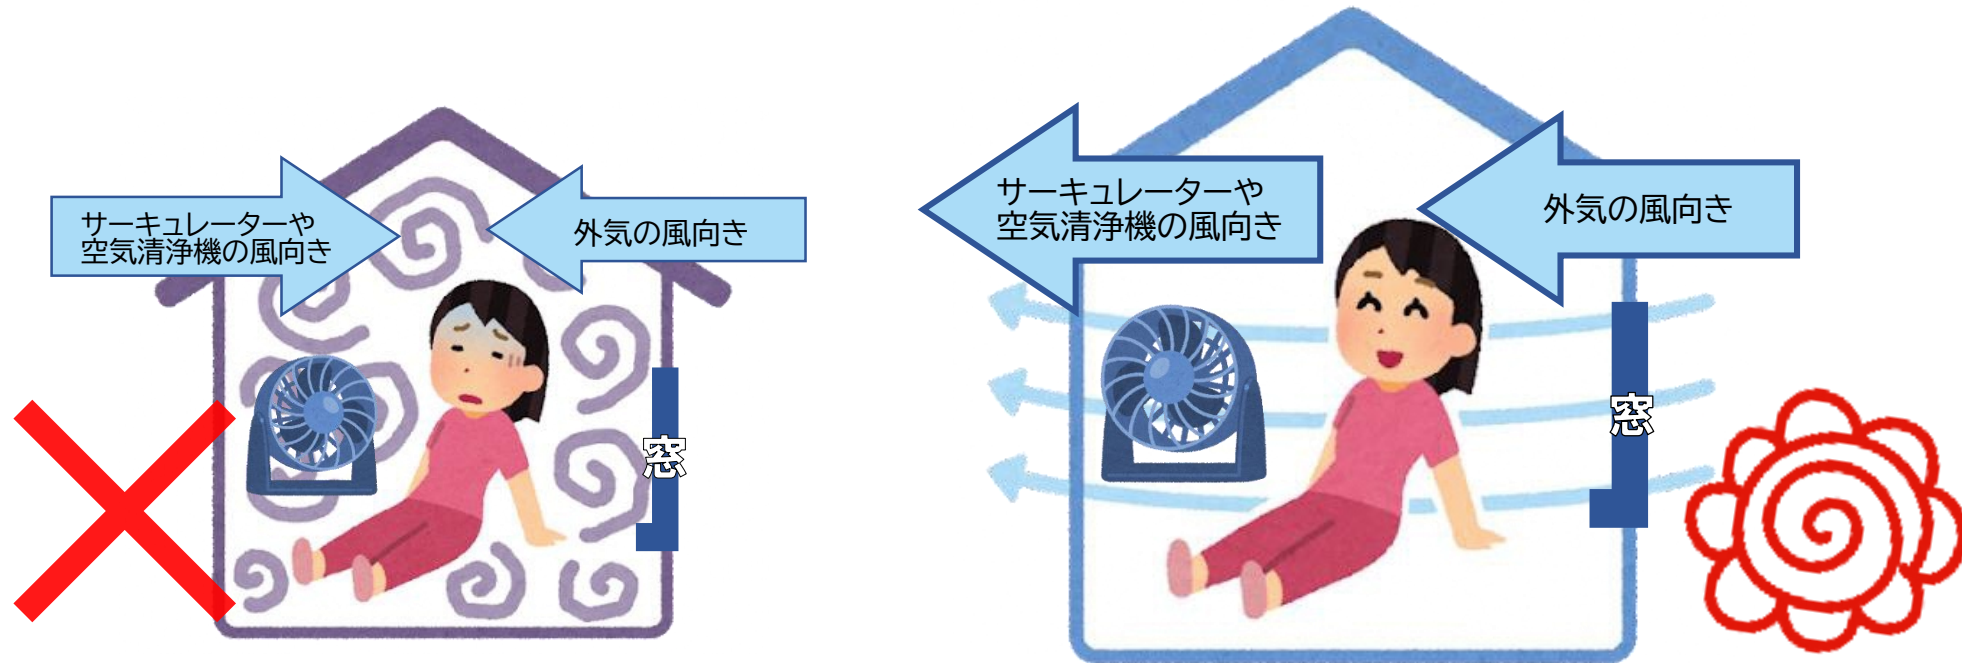 サーキュレーターや
空気清浄機の風向き
外気の風向き
窓
サーキュレーターや
空気清浄機の風向き
外気の風向き
窓